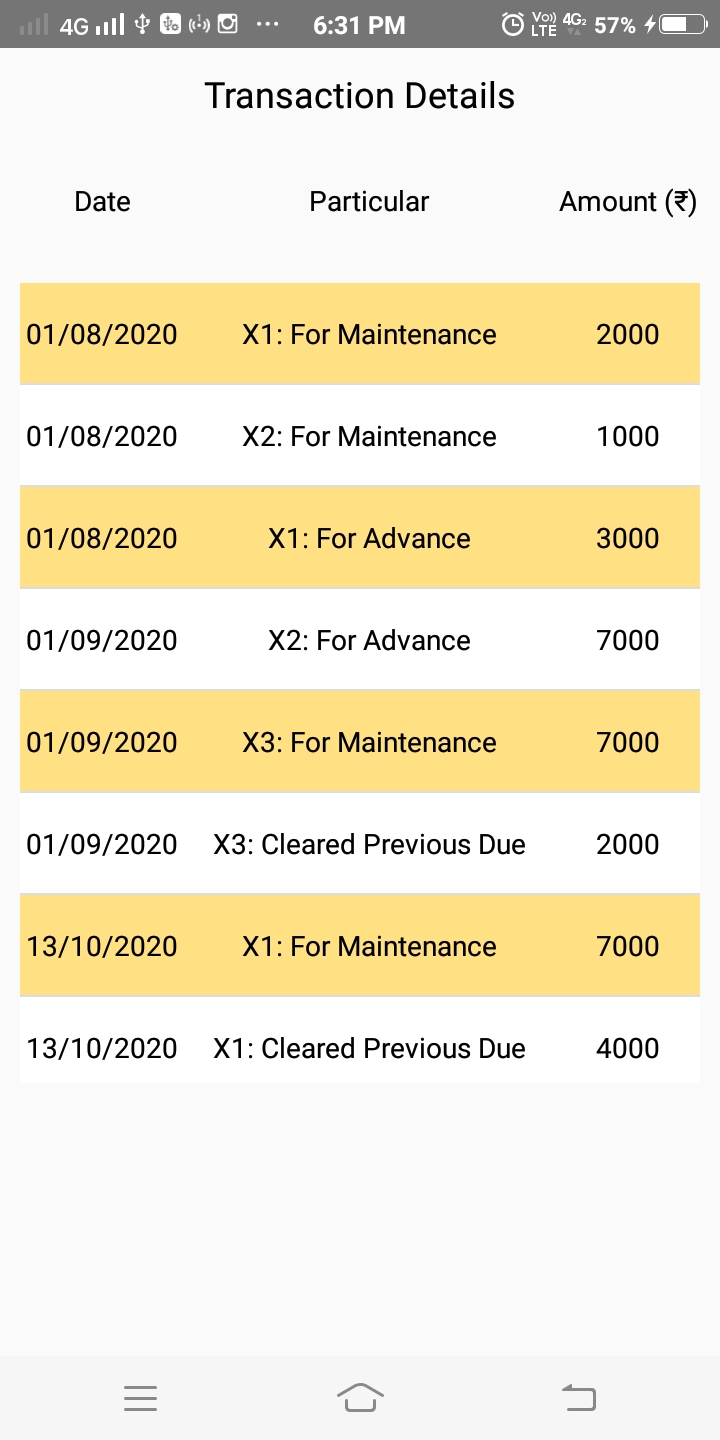 4G 6:31 PM Vo)) LTE 4G2 57%
Transaction Details
Date Particular Amount (₹)
01/08/2020 X1: For Maintenance 2000
01/08/2020 X2: For Maintenance 1000
01/08/2020 X1: For Advance 3000
01/09/2020 X2: For Advance 7000
01/09/2020 X3: For Maintenance 7000
01/09/2020 X3: Cleared Previous Due 2000
13/10/2020 X1: For Maintenance 7000
13/10/2020 X1: Cleared Previous Due 4000